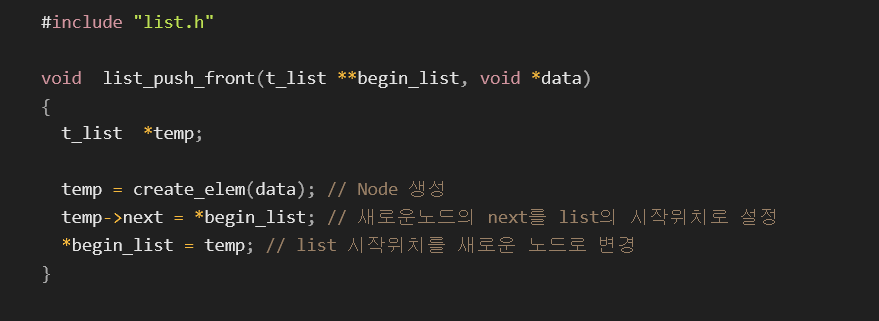 #include "list.h"
void  list_push_front(t_list **begin_list, void *data)
{
t_list  *temp;
temp = create_elem(data); // Node 생성
temp->next = *begin_list; // 새로운노드의 next를 list의 시작위치로 설정
*begin_list = temp; // list 시작위치를 새로운 노드로 변경
}